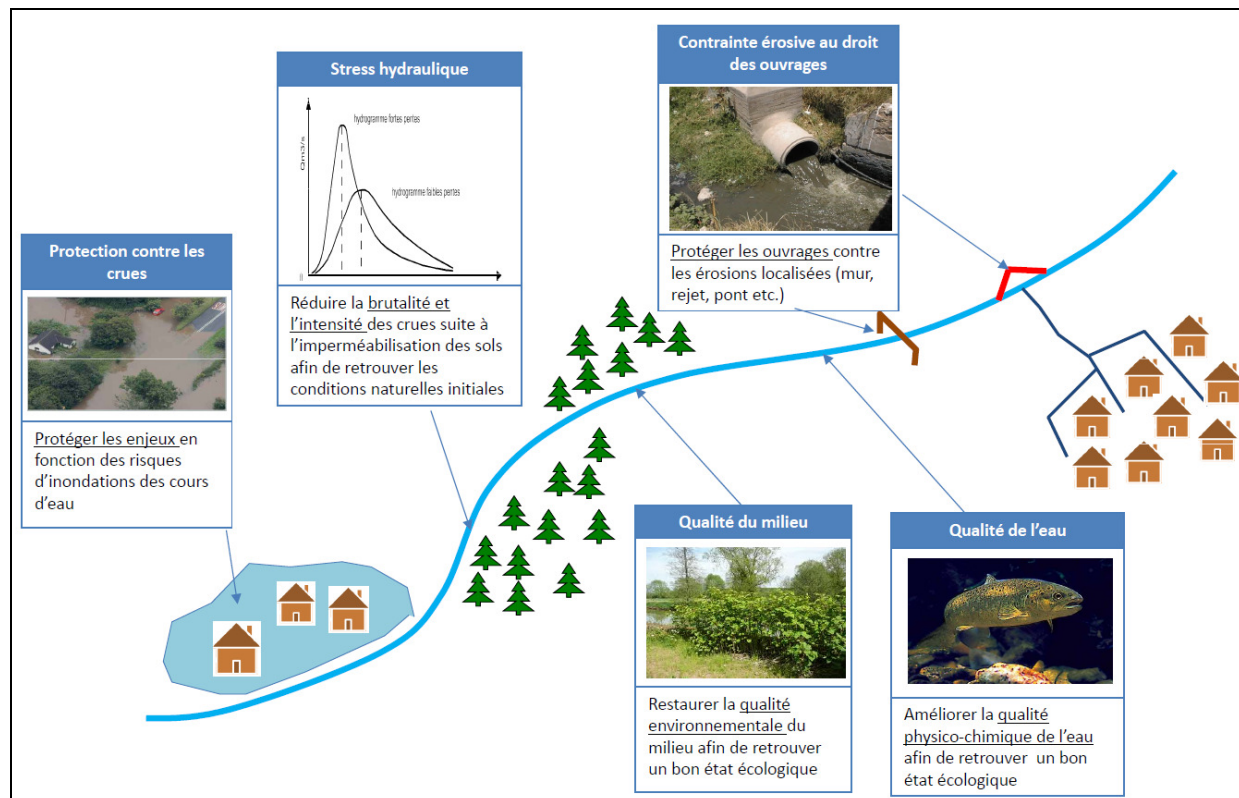 Stress hydraulique
Qm3/s
hydrogramme fortes pertes
hydrogramme faibles pertes
Réduire la brutalité et
l'intensité des crues suite à
l'imperméabilisation des sols
afin de retrouver les
conditions naturelles initiales
Contrainte érosive au droit
des ouvrages
Protéger les ouvrages contre
les érosions localisées (mur,
rejet, pont etc.)
Protection contre les
crues
Protéger les enjeux en
fonction des risques
d'inondations des cours
d'eau
Qualité du milieu
Restaurer la qualité
environnementale du
milieu afin de retrouver
un bon état écologique
Qualité de l'eau
Améliorer la qualité
physico-chimique de l'eau
afin de retrouver un bon
état écologique